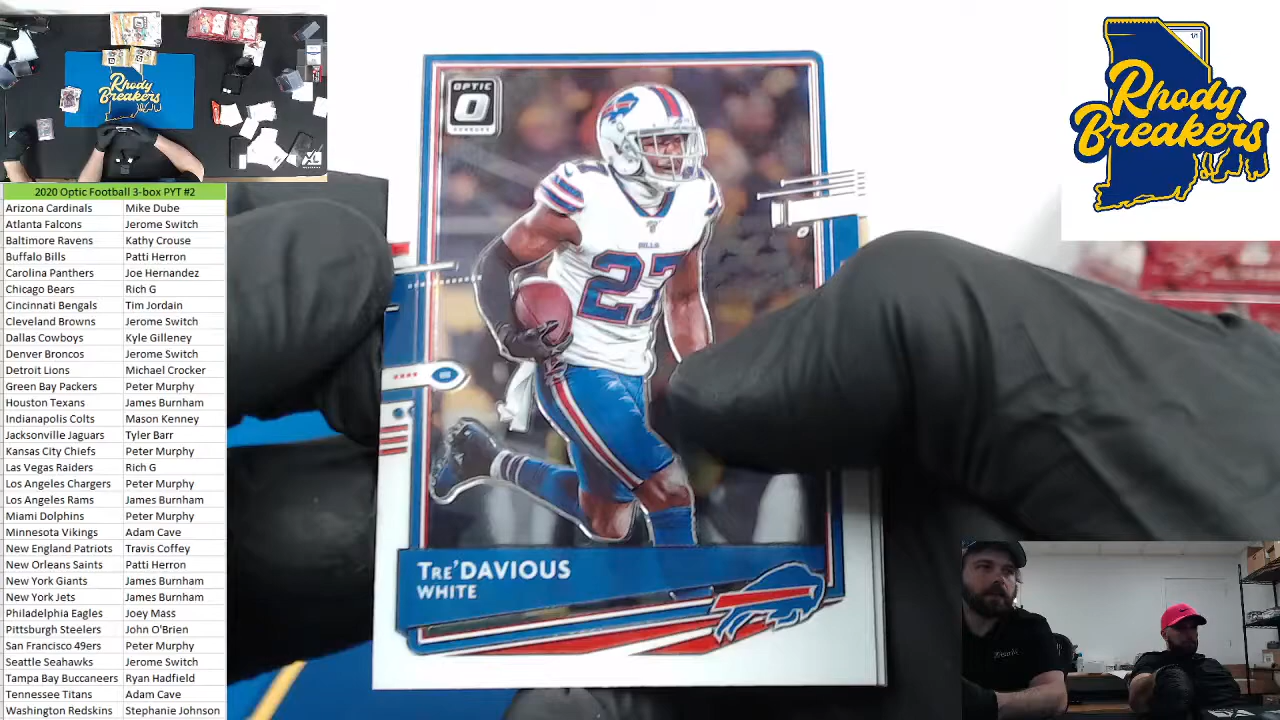 Rhody
Breakers
XL
2020 Optic Football 3-box PYT #2
Arizona Cardinals Mike Dube
Atlanta Falcons Jerome Switch
Baltimore Ravens Kathy Crouse
Buffalo Bills Patti Herron
Carolina Panthers Joe Hernandez
Chicago Bears Rich G
Cincinnati Bengals Tim Jordain
Cleveland Browns Jerome Switch
Dallas Cowboys Kyle Gilleney
Denver Broncos Jerome Switch
Detroit Lions Michael Crocker
Green Bay Packers Peter Murphy
Houston Texans James Burnham
Indianapolis Colts Mason Kenney
Jacksonville Jaguars Tyler Barr
Kansas City Chiefs Peter Murphy
Las Vegas Raiders Rich G
Los Angeles Chargers Peter Murphy
Los Angeles Rams James Burnham
Miami Dolphins Peter Murphy
Minnesota Vikings Adam Cave
New England Patriots Travis Coffey
New Orleans Saints Patti Herron
New York Giants James Burnham
New York Jets James Burnham
Philadelphia Eagles Joey Mass
Pittsburgh Steelers John O'Brien
San Francisco 49ers Peter Murphy
Seattle Seahawks Jerome Switch
Tampa Bay Buccaneers Ryan Hadfield
Tennessee Titans Adam Cave
Washington Redskins Stephanie Johnson
OPTIC
O
DONRUSS
BILLS
27
Tre'DAVIOUS
WHITE
1/1
Rhody
Breakers